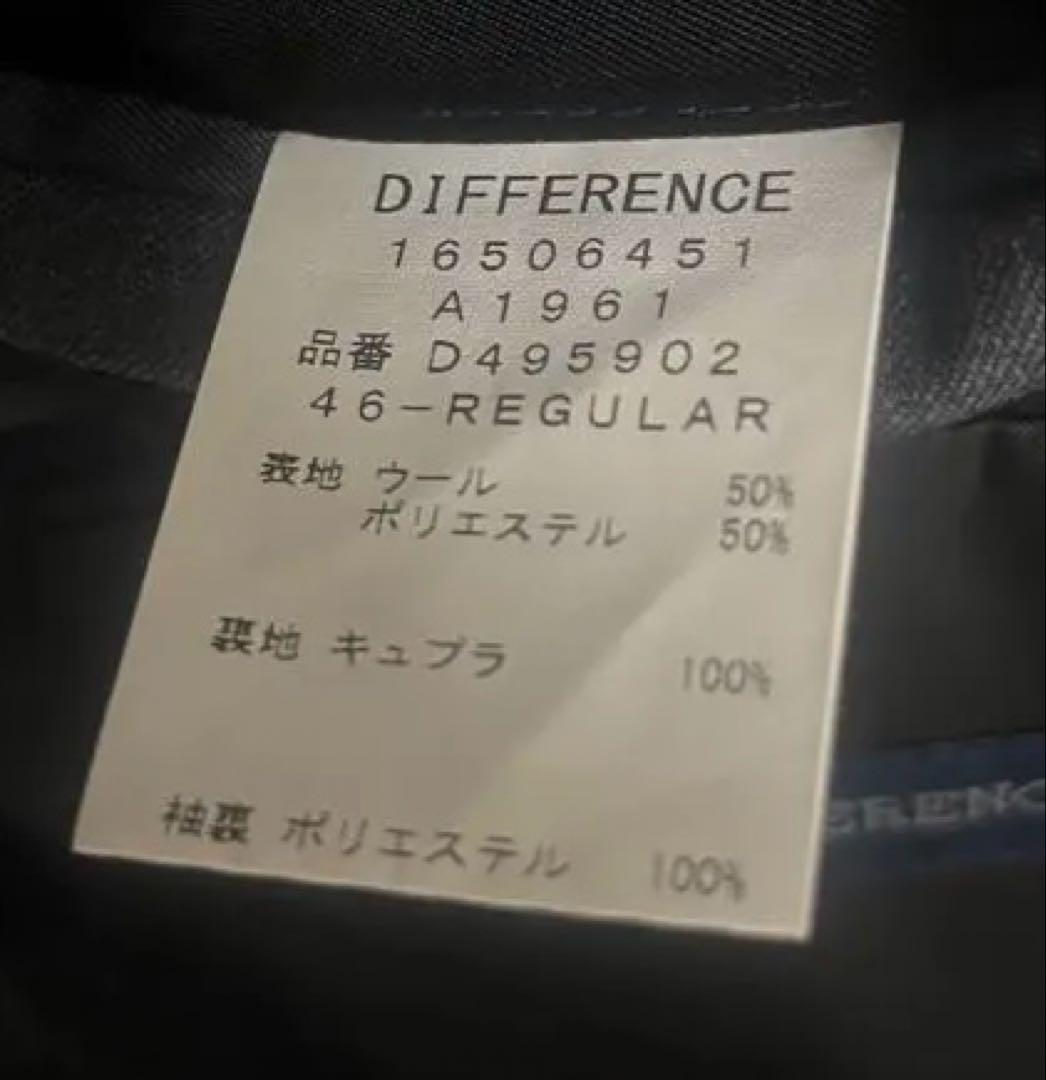 DIFFERENCE
16506451
A1961
品番 D495902
46-REGULAR
表地 ウール 50%
ポリエステル 50%
裏地 キュプラ 100%
袖裏 ポリエステル 100%
ERENC